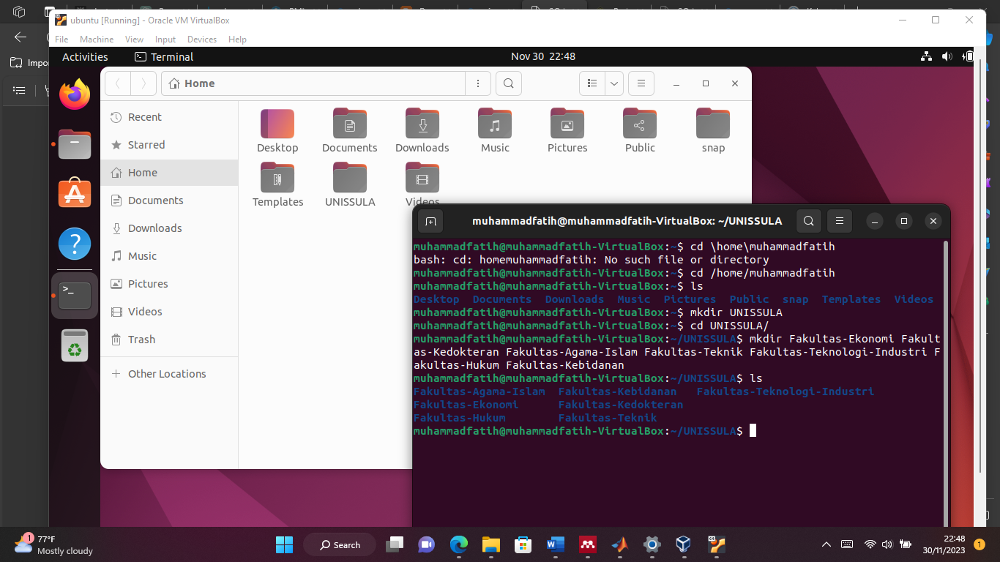 ubuntu [Running] - Oracle VM VirtualBox
File Machine View Input Devices Help
Activities Terminal Nov 30 22:48
Home
Recent
Starred
Home
Documents
Downloads
Music
Pictures
Videos
Trash
Other Locations
Desktop Documents Downloads Music Pictures Public snap
Templates UNISSULA Videos
muhammadfatih@muhammadfatih-VirtualBox: ~/UNISSULA
muhammadfatih@muhammadfatih-VirtualBox:~$ cd \home\muhammadfatih
bash: cd: homemuhammadfatih: No such file or directory
muhammadfatih@muhammadfatih-VirtualBox:~$ cd /home/muhammadfatih
muhammadfatih@muhammadfatih-VirtualBox:~$ ls
Desktop Documents Downloads Music Pictures Public snap Templates Videos
muhammadfatih@muhammadfatih-VirtualBox:~$ mkdir UNISSULA
muhammadfatih@muhammadfatih-VirtualBox:~$ cd UNISSULA/
muhammadfatih@muhammadfatih-VirtualBox:~/UNISSULA$ mkdir Fakultas-Ekonomi Fakult
as-Kedokteran Fakultas-Agama-Islam Fakultas-Teknik Fakultas-Teknologi-Industri F
akultas-Hukum Fakultas-Kebidanan
muhammadfatih@muhammadfatih-VirtualBox:~/UNISSULA$ ls
Fakultas-Agama-Islam Fakultas-Kebidanan Fakultas-Teknologi-Industri
Fakultas-Ekonomi Fakultas-Kedokteran
Fakultas-Hukum Fakultas-Teknik
muhammadfatih@muhammadfatih-VirtualBox:~/UNISSULA$
Impor
1
77°F
Mostly cloudy
Search
22:48
30/11/2023
1